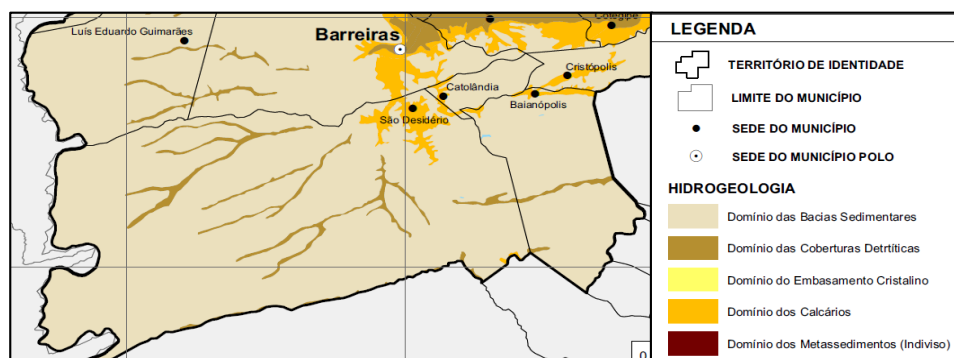 Cotegipe
Luís Eduardo Guimarães
Barreiras
Cristópolis
Catolândia
Baianópolis
São Desidério
0
LEGENDA
TERRITÓRIO DE IDENTIDADE
LIMITE DO MUNICÍPIO
SEDE DO MUNICÍPIO
SEDE DO MUNICÍPIO POLO
HIDROGEOLOGIA
Domínio das Bacias Sedimentares
Domínio das Coberturas Detrtíticas
Domínio do Embasamento Cristalino
Domínio dos Calcários
Domínio dos Metassedimentos (Indiviso)